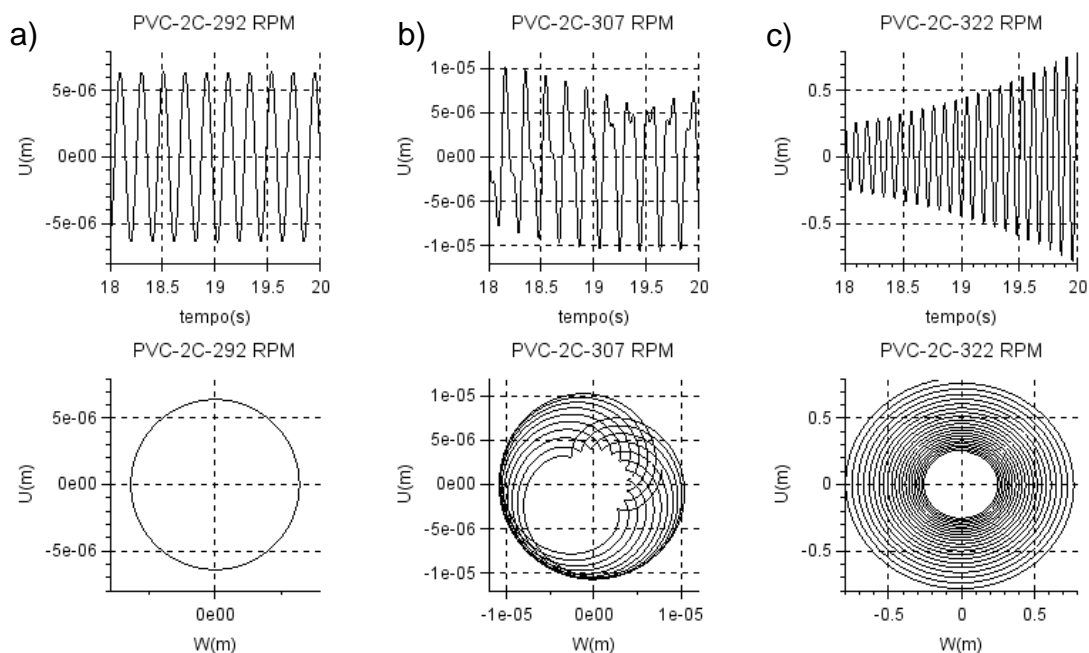 a)
PVC-2C-292 RPM
5e-06
0e00
-5e-06
U(m)
18 18.5 19 19.5 20
tempo(s)
b)
PVC-2C-307 RPM
1e-05
5e-06
0e00
-5e-06
-1e-05
U(m)
18 18.5 19 19.5 20
tempo(s)
c)
PVC-2C-322 RPM
0.5
0
-0.5
U(m)
18 18.5 19 19.5 20
tempo(s)
PVC-2C-292 RPM
5e-06
0e00
-5e-06
U(m)
0e00
W(m)
PVC-2C-307 RPM
1e-05
5e-06
0e00
-5e-06
-1e-05
U(m)
-1e-05 0e00 1e-05
W(m)
PVC-2C-322 RPM
0.5
0
-0.5
U(m)
-0.5 0 0.5
W(m)